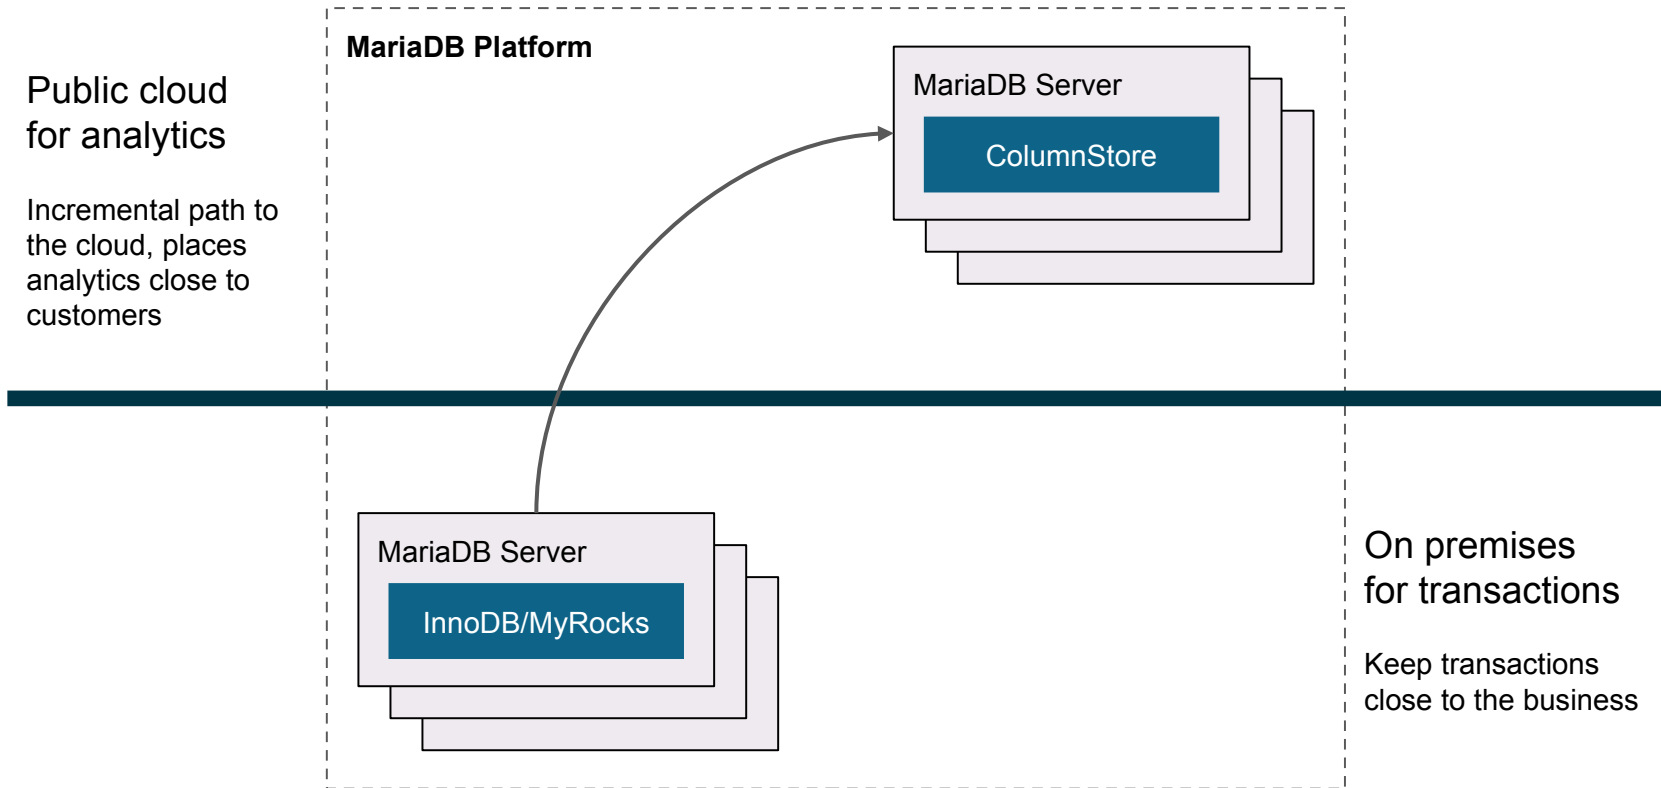 MariaDB Platform
Public cloud
for analytics
Incremental path to
the cloud, places
analytics close to
customers
MariaDB Server
ColumnStore
MariaDB Server
InnoDB/MyRocks
On premises
for transactions
Keep transactions
close to the business